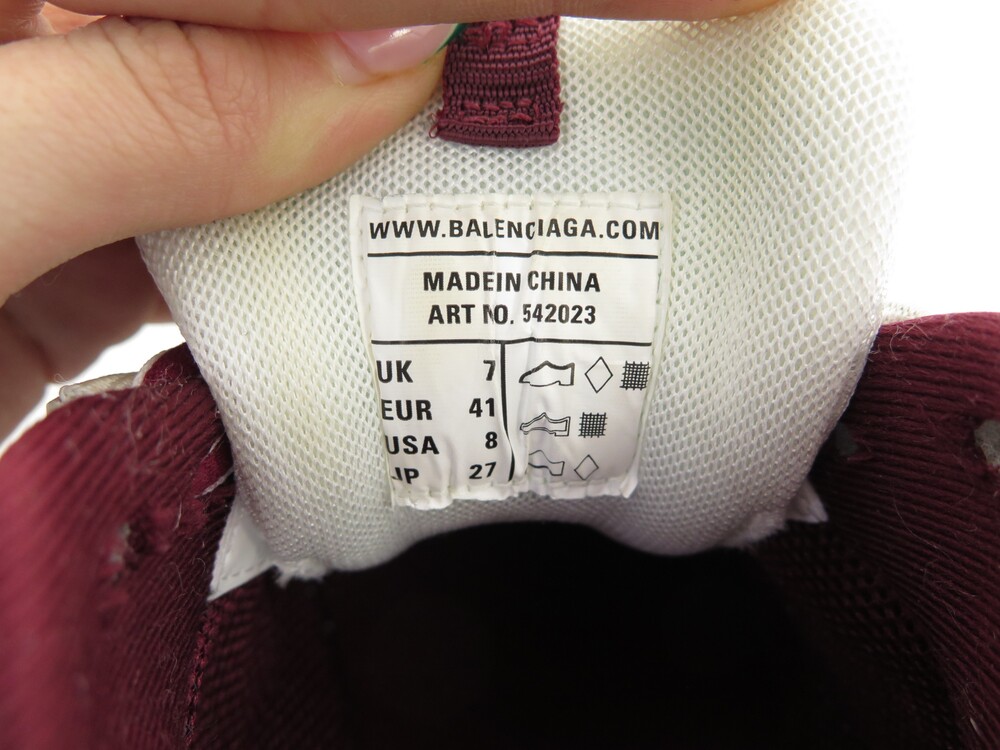 WWW.BALENCIAGA.COM
MADEIN CHINA
ART NO. 542023
UK 7
EUR 41
USA 8
JP 27